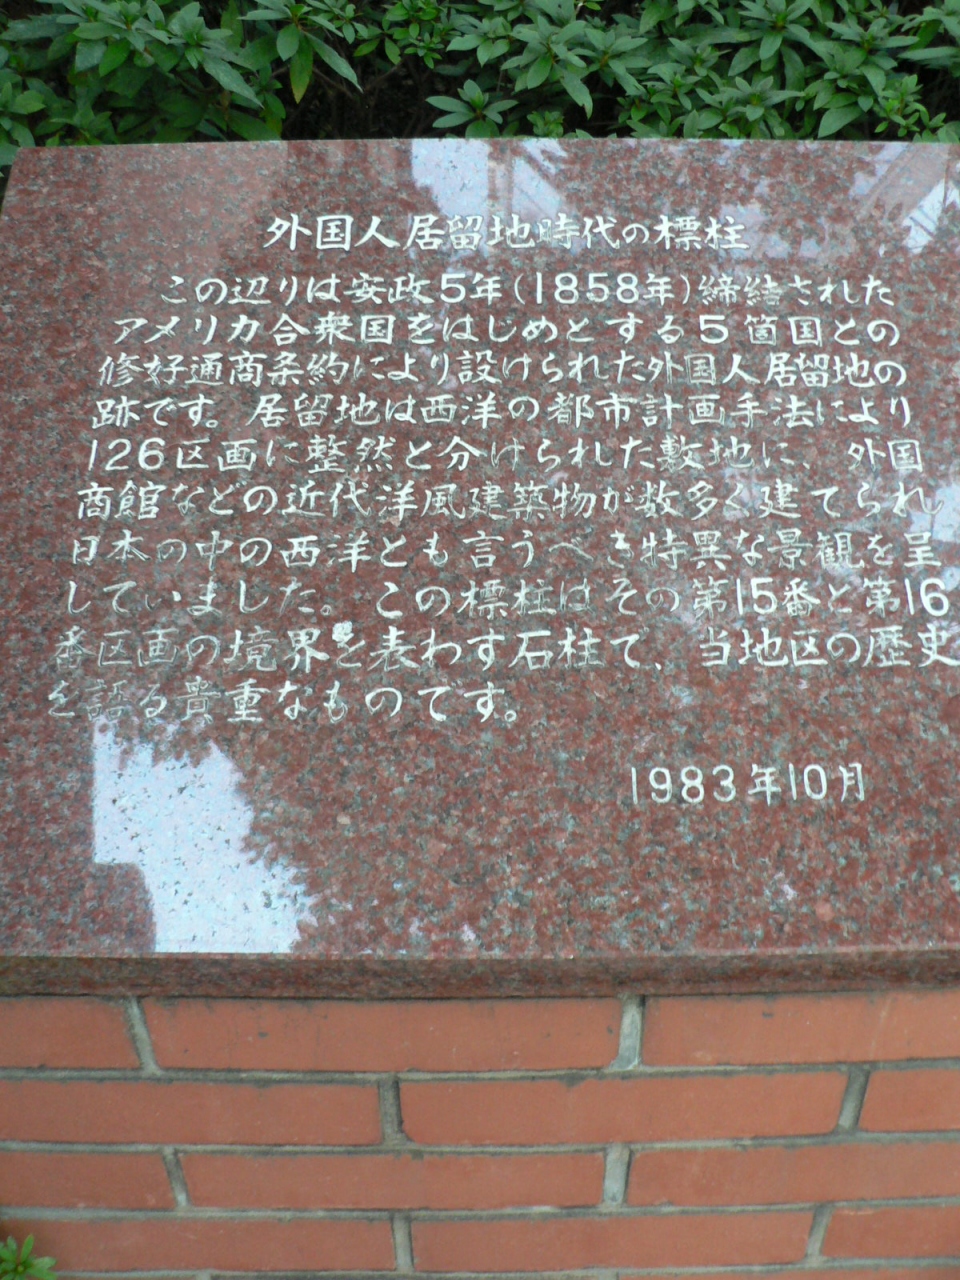 外国人居留地時代の標柱
この辺りは安政5年(1858年)締結された
アメリカ合衆国をはじめとする5箇国との
修好通商条約により設けられた外国人居留地の
跡です。居留地は西洋の都市計画手法により
126区画に整然と分けられた敷地に、外国
商館などの近代洋風建築物が数多く建てられ
日本の中の西洋とも言うべき特異な景観を呈
していました。この標柱はその第15番と第16
番区画の境界を表わす石柱で、当地区の歴史
を語る貴重なものです。
1983年10月